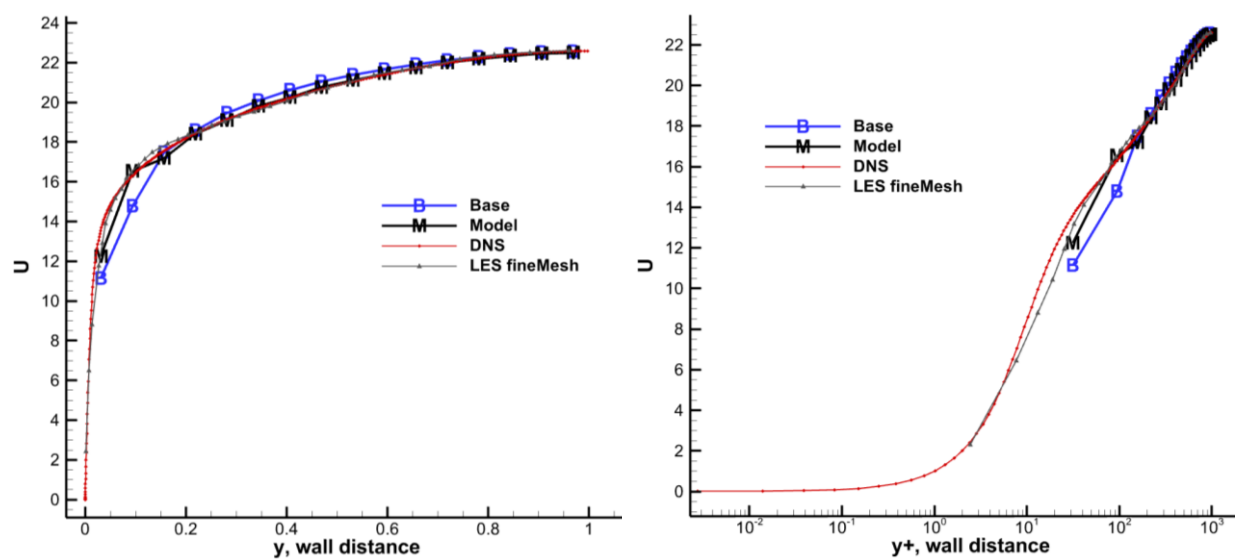 24
22
20
18
16
14
12
10
8
6
4
2
0
U
Base
Model
DNS
LES fineMesh
B
M
0 0.2 0.4 0.6 0.8 1
y, wall distance
22
20
18
16
14
12
10
8
6
4
2
0
U
Base
Model
DNS
LES fineMesh
B
M
10-2 10-1 100 101 102 103
y+, wall distance